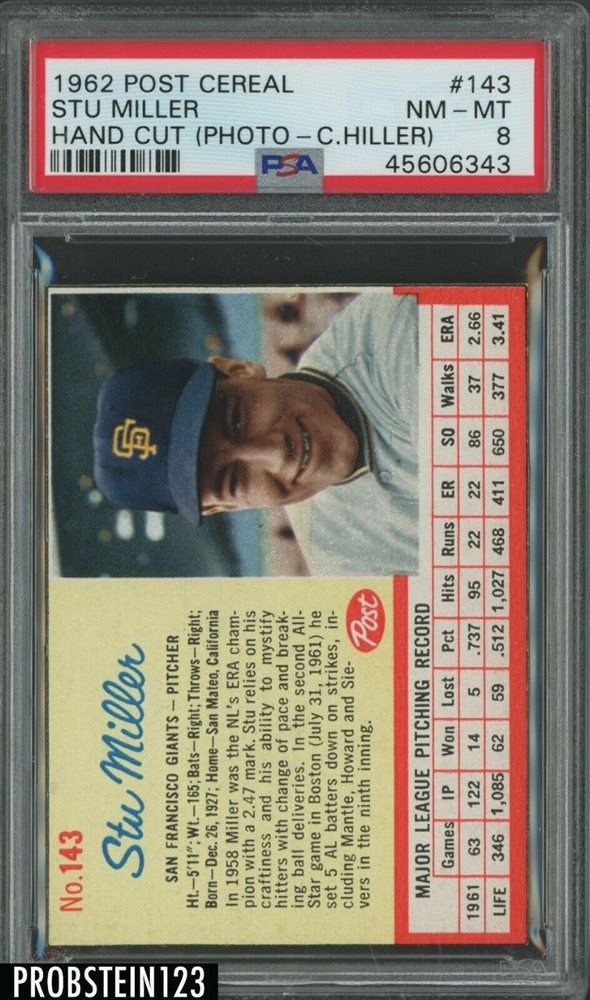 1962 POST CEREAL #143
STU MILLER NM-MT
HAND CUT (PHOTO-C.HILLER) 8
PSA 45606343
No.143
Stu Miller
SAN FRANCISCO GIANTS — PITCHER
Ht.—5'11"; Wt.—165; Bats—Right; Throws—Right;
Born—Dec. 26, 1927; Home—San Mateo, California
In 1958 Miller was the NL's ERA cham-
pion with a 2.47 mark. Stu relies on his
craftiness and his ability to mystify
hitters with change of pace and break-
ing ball deliveries. In the second All-
Star game in Boston (July 31, 1961) he
set 5 AL batters down on strikes, in-
cluding Mantle, Howard and Sie-
vers in the ninth inning.
Post
SF
MAJOR LEAGUE PITCHING RECORD
Games IP Won Lost Pct Hits Runs ER SO Walks ERA
1961 63 122 14 5 .737 95 22 22 86 37 2.66
LIFE 346 1,085 62 59 .512 1,027 468 411 650 377 3.41
PSA
PROBSTEIN123